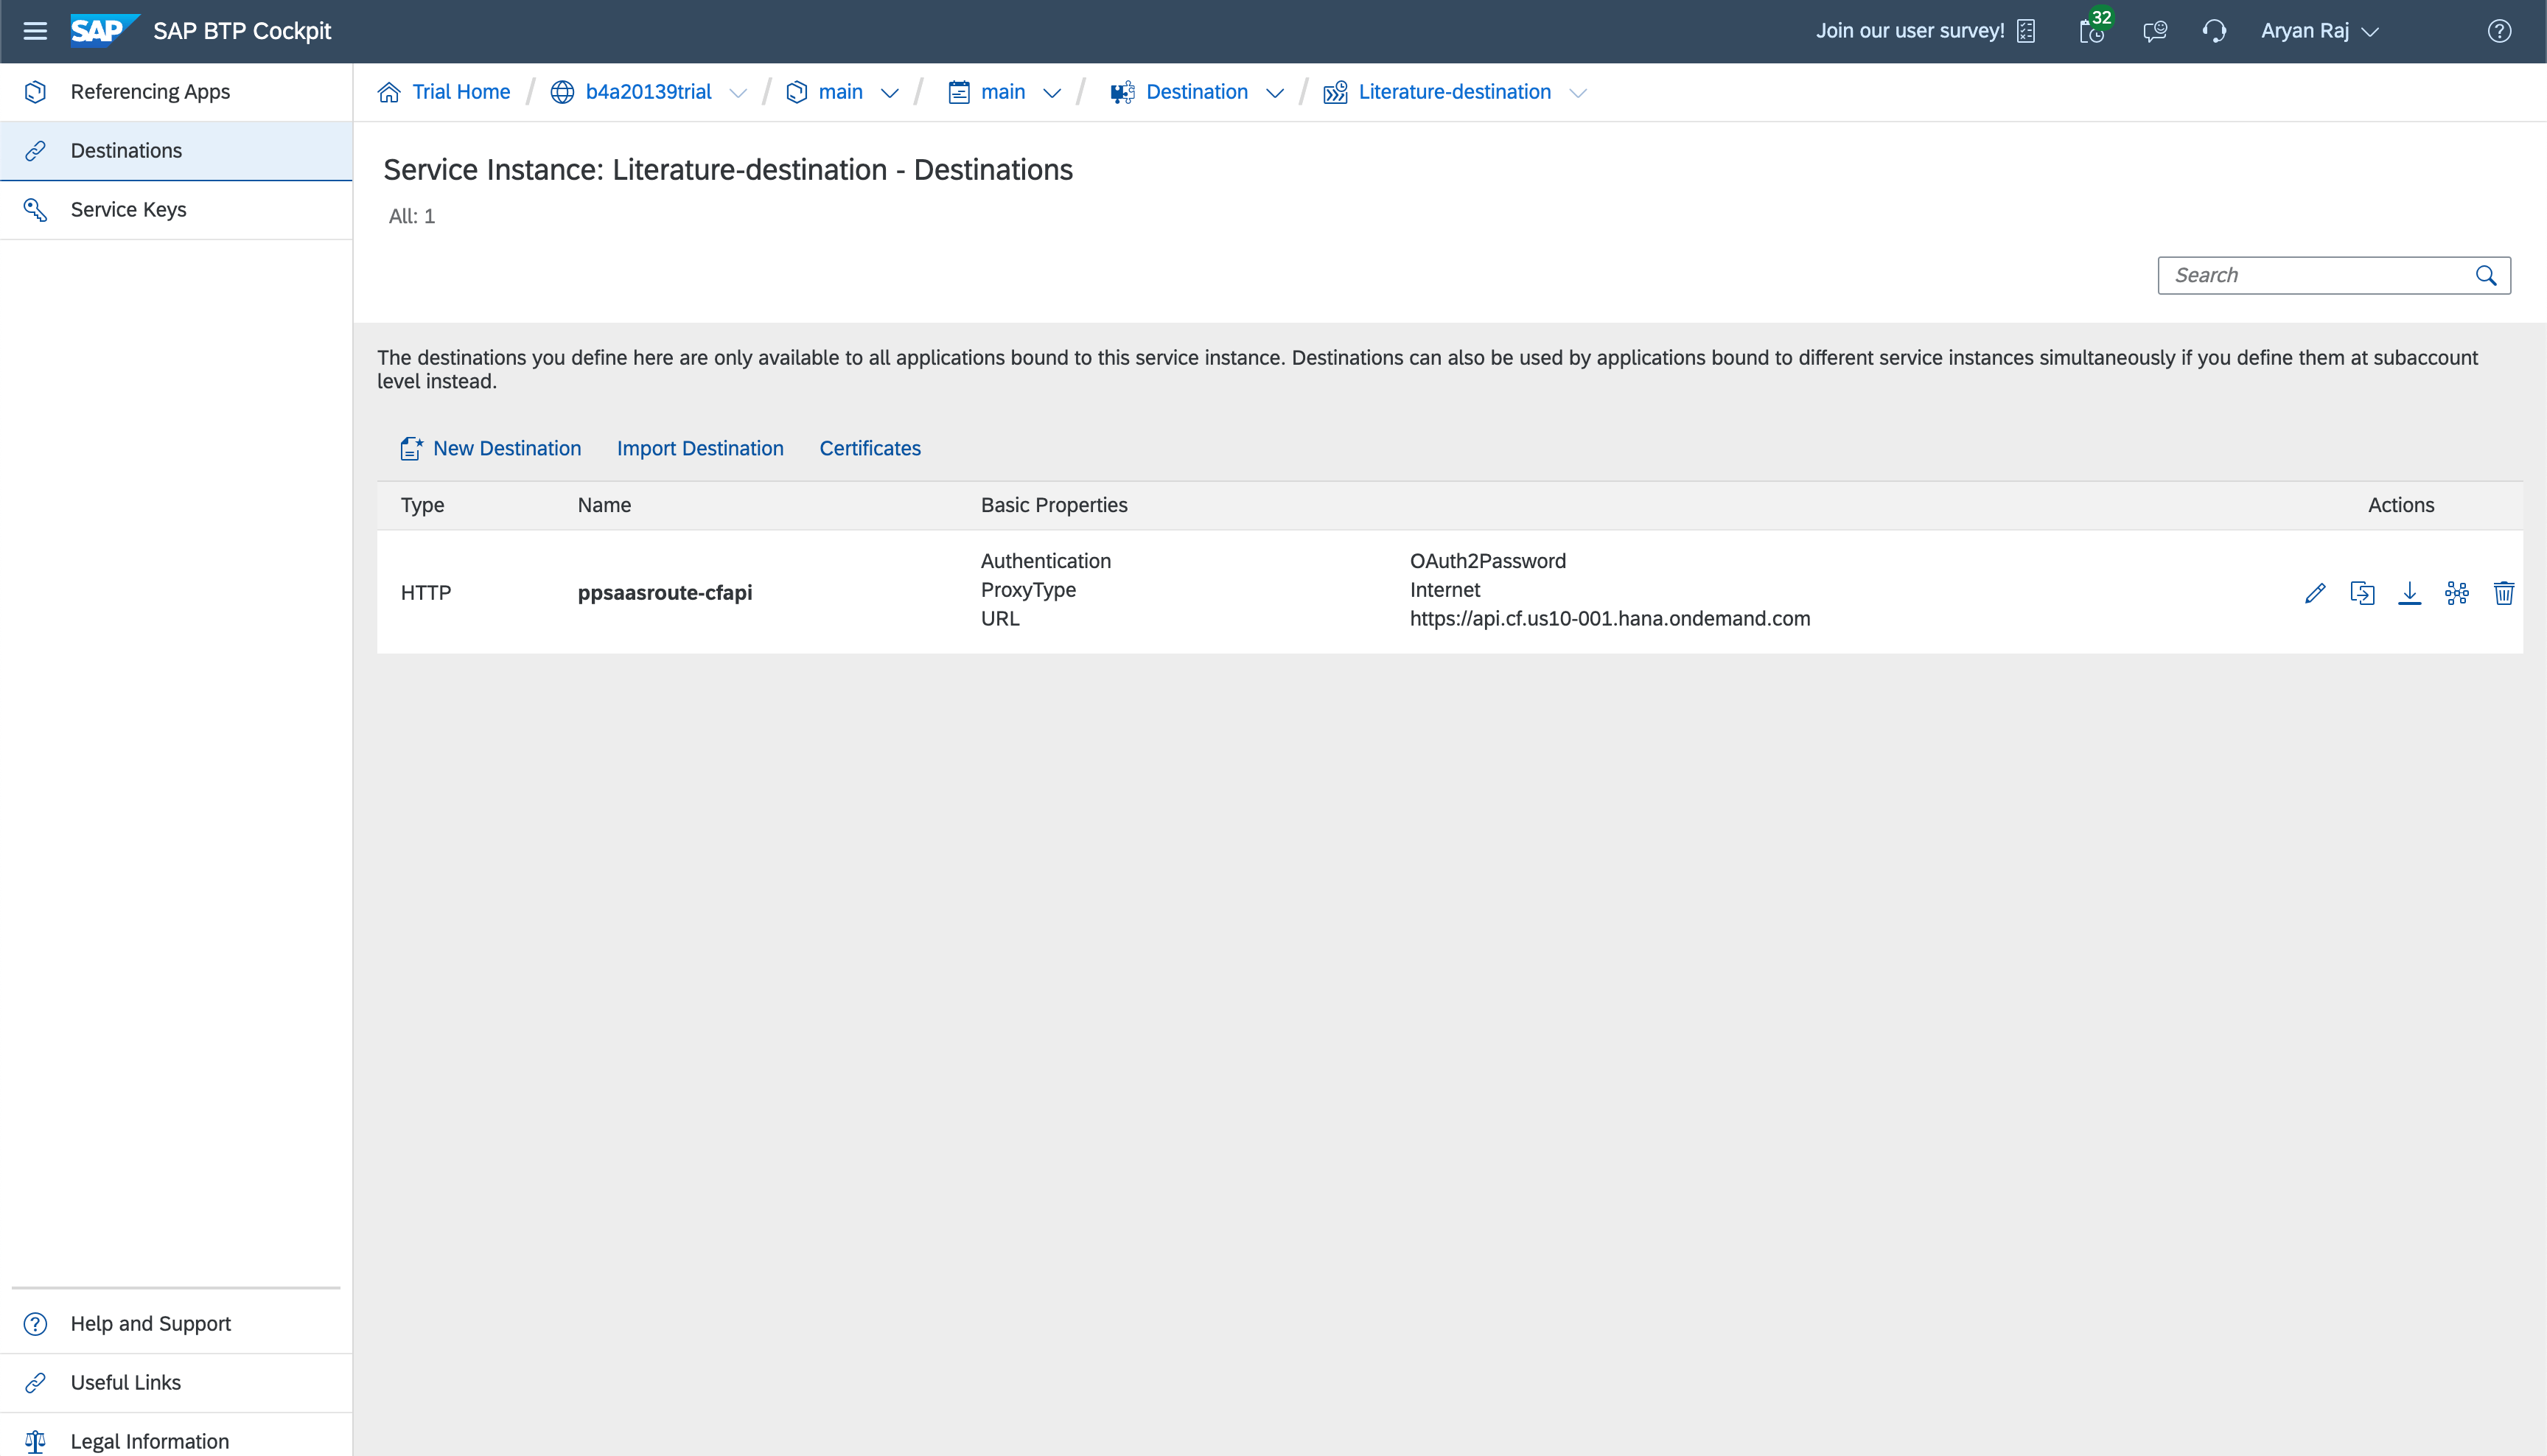 SAP SAP BTP Cockpit
Join our user survey! 32 Aryan Raj
Referencing Apps
Destinations
Service Keys
Trial Home / b4a20139trial / main / main / Destination / Literature-destination
Service Instance: Literature-destination - Destinations
All: 1
Search
The destinations you define here are only available to all applications bound to this service instance. Destinations can also be used by applications bound to different service instances simultaneously if you define them at subaccount
level instead.
New Destination Import Destination Certificates
Type Name Basic Properties Actions
HTTP ppsaasroute-cfapi
Authentication OAuth2Password
ProxyType Internet
URL https://api.cf.us10-001.hana.ondemand.com
Help and Support
Useful Links
Legal Information